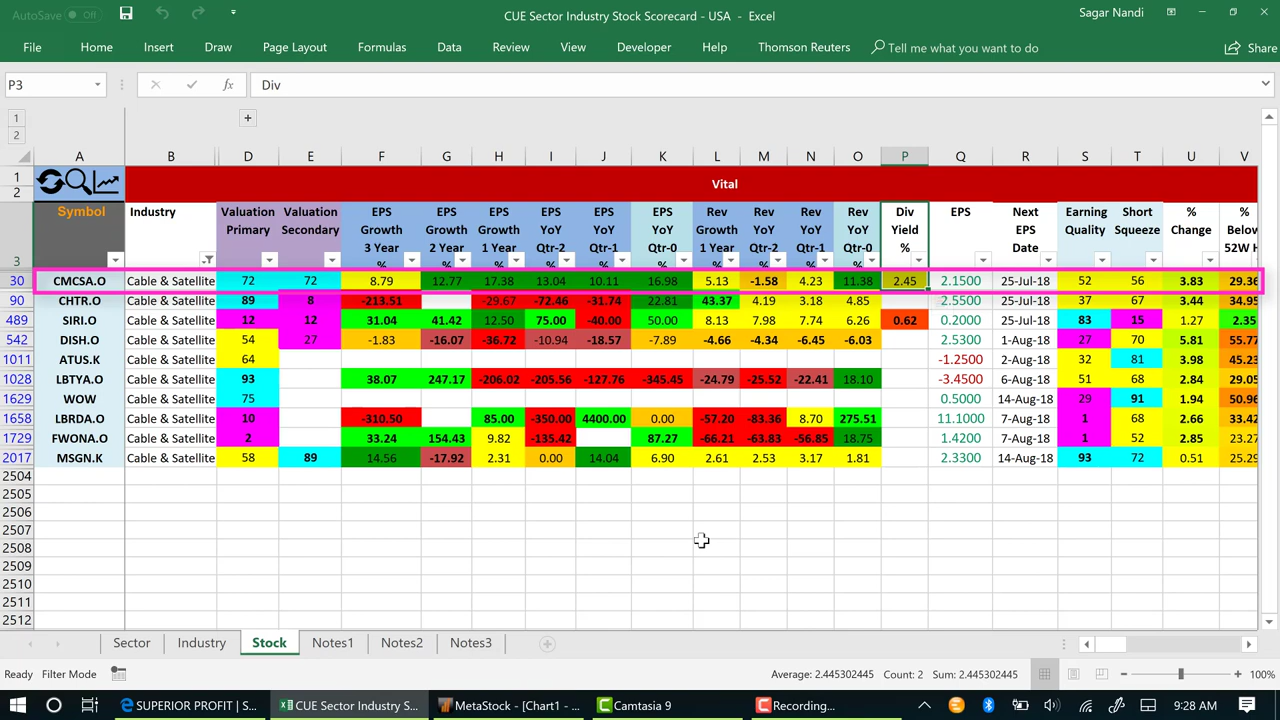 AutoSave Off
CUE Sector Industry Stock Scorecard - USA - Excel
Sagar Nandi
File Home Insert Draw Page Layout Formulas Data Review View Developer Help Thomson Reuters Tell me what you want to do Share
P3 fx Div
1
2
+
A B D E F G H I J K L M N O P Q R S T U V
1 Vital
2
3 Symbol Industry Valuation Primary Valuation Secondary EPS Growth 3 Year % EPS Growth 2 Year % EPS Growth 1 Year % EPS YoY Qtr-2 % EPS YoY Qtr-1 % EPS YoY Qtr-0 % Rev Growth 1 Year % Rev YoY Qtr-2 % Rev YoY Qtr-1 % Rev YoY Qtr-0 % Div Yield % EPS Next EPS Date Earning Quality Short Squeeze % Change % Below 52W H
30 CMCSA.O Cable & Satellite 72 72 8.79 12.77 17.38 13.04 10.11 16.98 5.13 -1.58 4.23 11.38 2.45 2.1500 25-Jul-18 52 56 3.83 29.36
90 CHTR.O Cable & Satellite 89 8 -213.51 -29.67 -72.46 -31.74 22.81 43.37 4.19 3.18 4.85 2.5500 25-Jul-18 37 67 3.44 34.95
489 SIRI.O Cable & Satellite 12 12 31.04 41.42 12.50 75.00 -40.00 50.00 8.13 7.98 7.74 6.26 0.62 0.2000 25-Jul-18 83 15 1.27 2.35
542 DISH.O Cable & Satellite 54 27 -1.83 -16.07 -36.72 -10.94 -18.57 -7.89 -4.66 -4.34 -6.45 -6.03 2.5300 1-Aug-18 27 70 5.81 55.77
1011 ATUS.K Cable & Satellite 64 -1.2500 2-Aug-18 32 81 3.98 45.23
1028 LBTYA.O Cable & Satellite 93 38.07 247.17 -206.02 -205.56 -127.76 -345.45 -24.79 -25.52 -22.41 18.10 -3.4500 6-Aug-18 51 68 2.84 29.05
1629 WOW Cable & Satellite 75 0.5000 14-Aug-18 29 91 1.94 50.96
1658 LBRDA.O Cable & Satellite 10 -310.50 85.00 -350.00 4400.00 0.00 -57.20 -83.36 8.70 275.51 11.1000 7-Aug-18 1 68 2.66 33.42
1729 FWONA.O Cable & Satellite 2 33.24 154.43 9.82 -135.42 87.27 -66.21 -63.83 -56.85 18.75 1.4200 7-Aug-18 1 52 2.85 23.27
2017 MSGN.K Cable & Satellite 58 89 14.56 -17.92 2.31 0.00 14.04 6.90 2.61 2.53 3.17 1.81 2.3300 14-Aug-18 93 72 0.51 25.29
2504
2505
2506
2507
2508
2509
2510
2511
2512
Sector Industry Stock Notes1 Notes2 Notes3
Ready Filter Mode Average: 2.445302445 Count: 2 Sum: 2.445302445 100%
SUPERIOR PROFIT | S... CUE Sector Industry S... MetaStock - [Chart1 - ... Camtasia 9 Recording... 9:28 AM